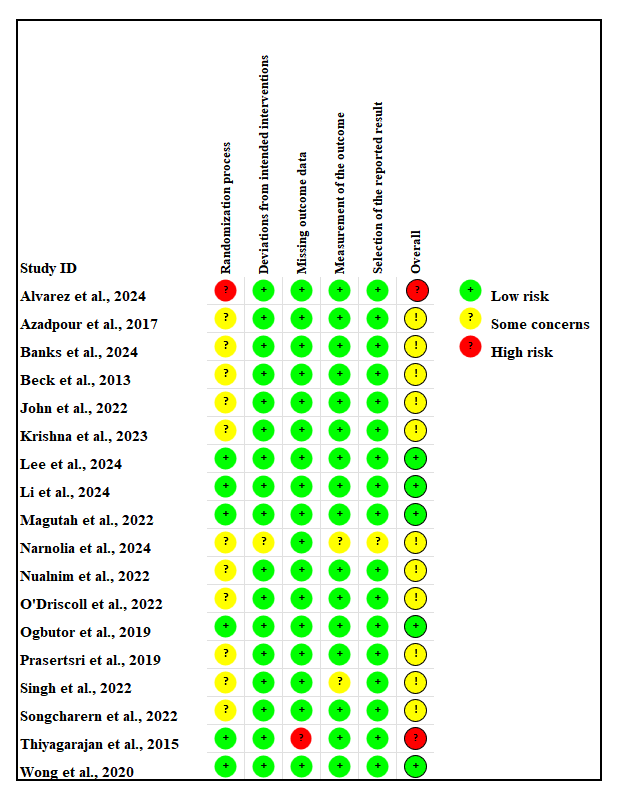 Randomization process
Deviations from intended interventions
Missing outcome data
Measurement of the outcome
Selection of the reported result
Overall
Study ID
Alvarez et al., 2024 ? + + + + ?
Azadpour et al., 2017 ? + + + + !
Banks et al., 2024 ? + + + + !
Beck et al., 2013 ? + + + + !
John et al., 2022 ? + + + + !
Krishna et al., 2023 ? + + + + !
Lee et al., 2024 + + + + + +
Li et al., 2024 + + + + + +
Magutah et al., 2022 + + + + + +
Narnolia et al., 2024 ? ? + ? ? !
Nualnim et al., 2022 ? + + + + !
O'Driscoll et al., 2022 ? + + + + !
Ogbutor et al., 2019 + + + + + +
Prasertsri et al., 2019 ? + + + + !
Singh et al., 2022 ? + + ? + !
Songcharern et al., 2022 ? + + + + !
Thiyagarajan et al., 2015 + + ? + + ?
Wong et al., 2020 + + + + + +
+ Low risk
? Some concerns
? High risk